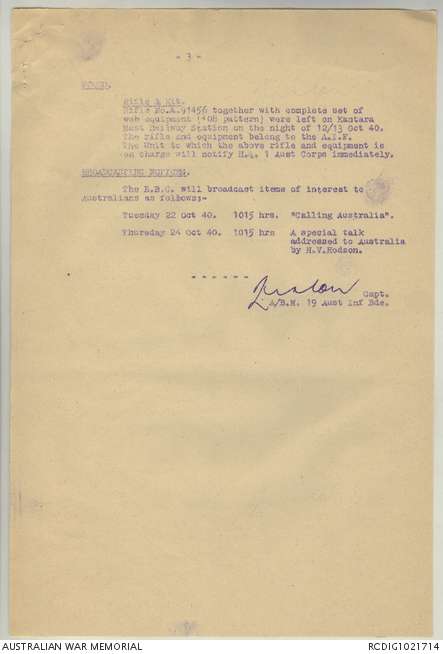 - 3 -
Rifle & Kit.
Rifle No.A.91456 together with complete set of
web equipment ('08 pattern) were left on Kantara
West Railway Station on the night of 12/13 Oct 40.
The rifle and equipment belong to the A.I.F.
The Unit to which the above rifle and equipment is
on charge will notify H.Q. 1 Aust Corps immediately.
BROADCASTING
The B.B.C. will broadcast items of interest to
Australians as follows:-
Tuesday 22 Oct 40. 1015 hrs. "Calling Australia".
Thursday 24 Oct 40. 1015 hrs A special talk
addressed to Australia
by H.V.Hodson.
- - - - - -
Capt.
A/B.M. 19 Aust Inf Bde.
AUSTRALIAN WAR MEMORIAL
RCDIG1021714